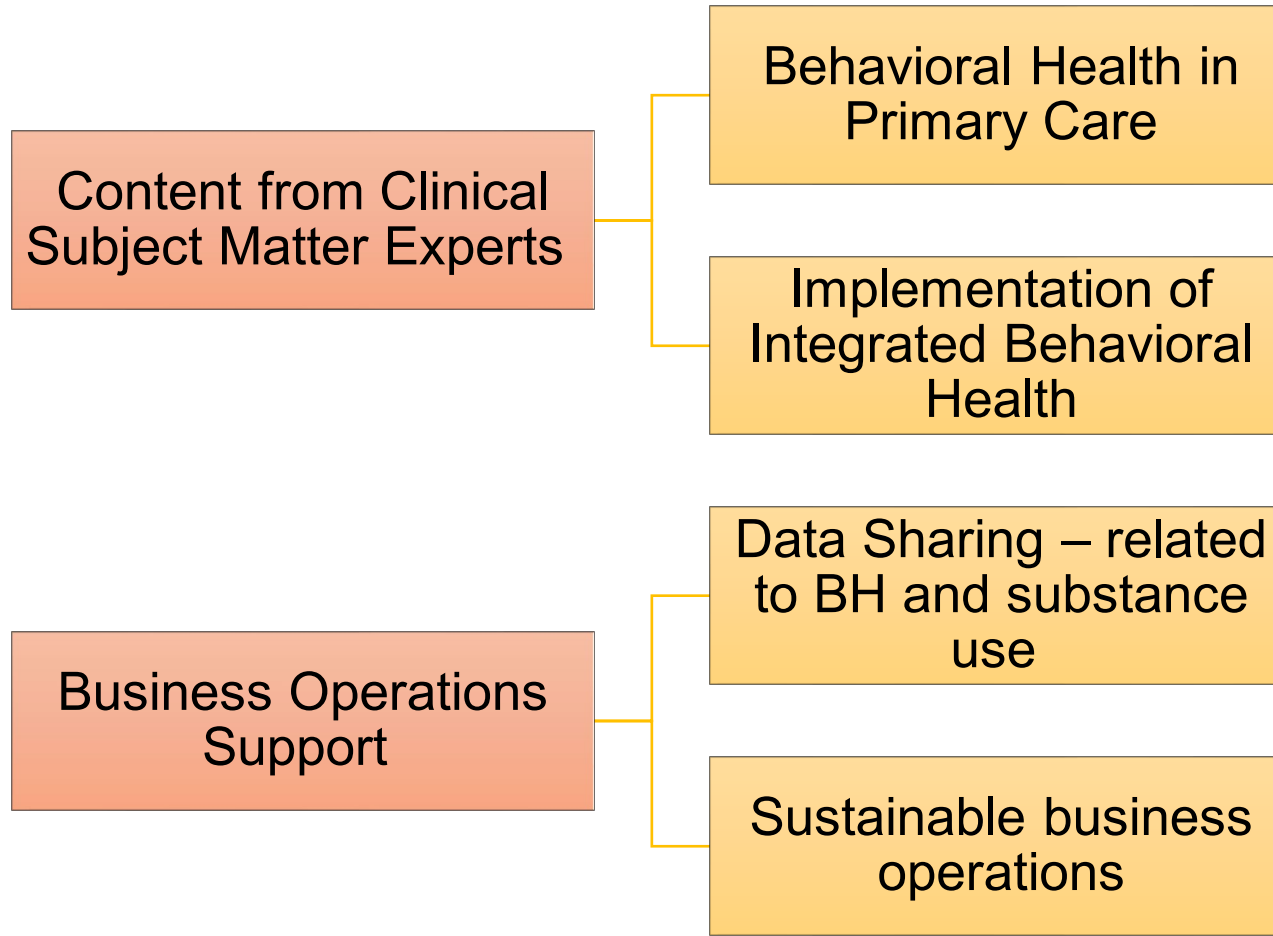 Content from Clinical
Subject Matter Experts
Behavioral Health in
Primary Care
Implementation of
Integrated Behavioral
Health
Business Operations
Support
Data Sharing – related
to BH and substance
use
Sustainable business
operations